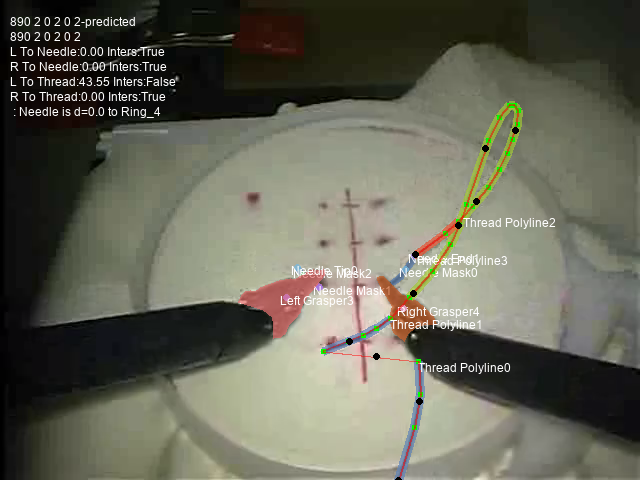 890 2 0 2 0 2-predicted
890 2 0 2 0 2
L To Needle:0.00 Inters:True
R To Needle:0.00 Inters:True
L To Thread:43.55 Inters:False
R To Thread:0.00 Inters:True
: Needle is d=0.0 to Ring_4
Thread Polyline2
Thread Polyline3
Needle Mask2
Needle Mask0
Needle Mask1
Left Grasper3
Right Grasper4
Thread Polyline1
Thread Polyline0